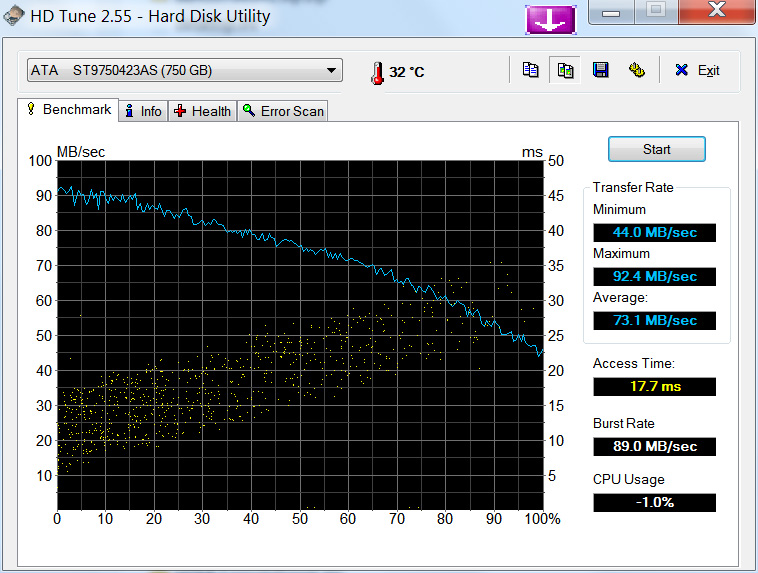 HD Tune 2.55 - Hard Disk Utility
ATA ST9750423AS (750 GB)
32 °C
Exit
Benchmark Info Health Error Scan
MB/sec ms
100 50
90 45
80 40
70 35
60 30
50 25
40 20
30 15
20 10
10 5
0 10 20 30 40 50 60 70 80 90 100%
Start
Transfer Rate
Minimum
44.0 MB/sec
Maximum
92.4 MB/sec
Average:
73.1 MB/sec
Access Time:
17.7 ms
Burst Rate
89.0 MB/sec
CPU Usage
-1.0%